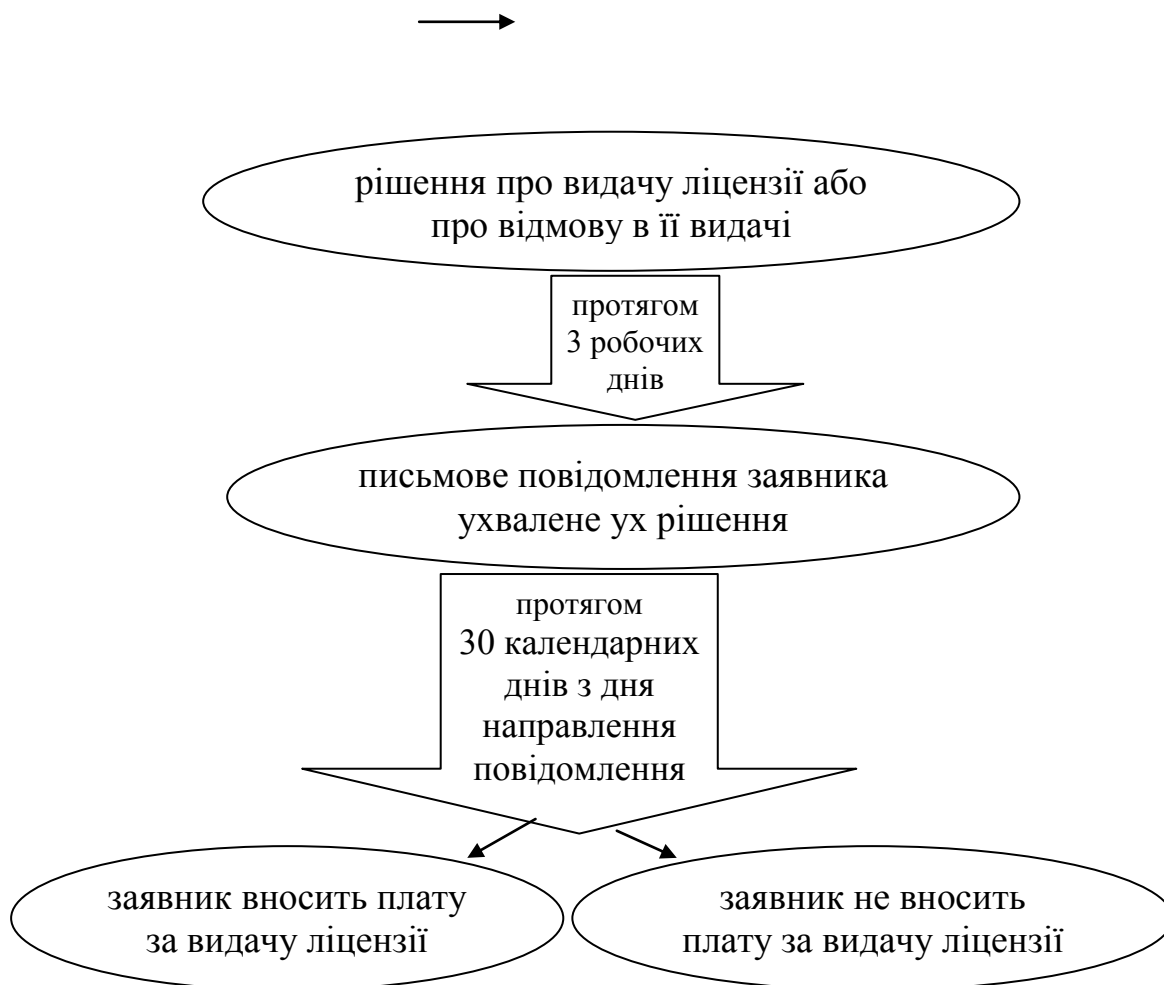 рішення про видачу ліцензії або
про відмову в її видачі
протягом
3 робочих
днів
письмове повідомлення заявника
ухвалене ух рішення
протягом
30 календарних
днів з дня
направлення
повідомлення
заявник вносить плату
за видачу ліцензії
заявник не вносить
плату за видачу ліцензії